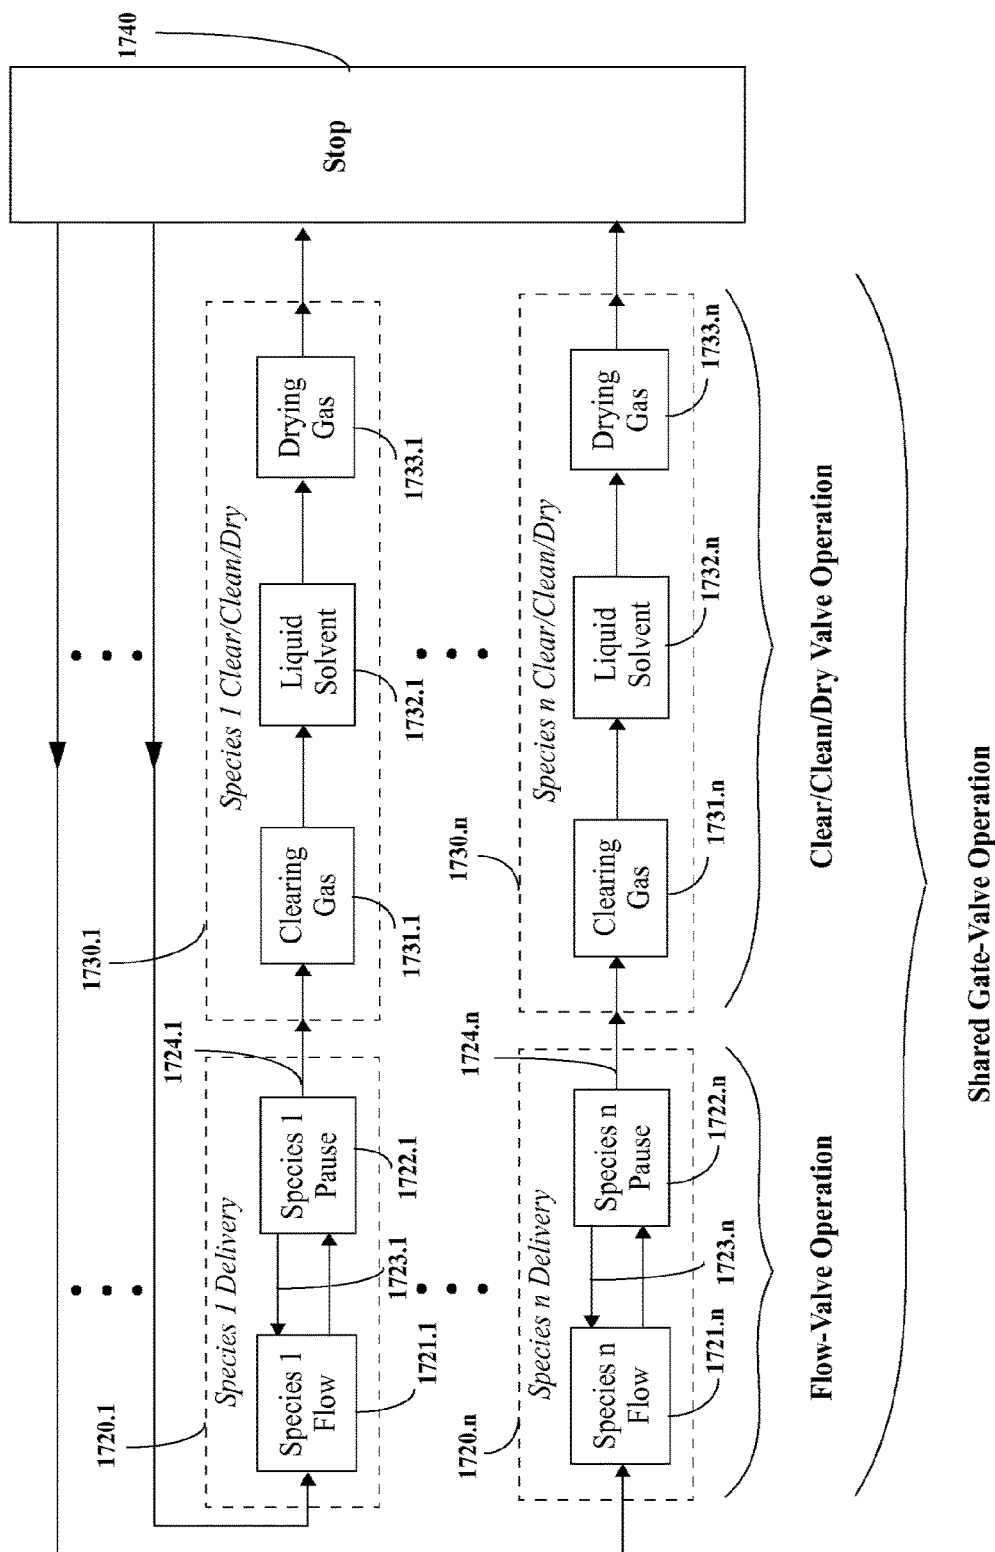 1740
Stop
1730.1
Species 1 Clear/Clean/Dry
Clearing
Gas
1731.1
Liquid
Solvent
1732.1
Drying
Gas
1733.1
1720.1
Species 1 Delivery
Species 1
Flow
1721.1
1723.1
Species 1
Pause
1722.1
1724.1
1720.n
Species n Delivery
Species n
Flow
1721.n
1723.n
Species n
Pause
1722.n
1724.n
1730.n
Species n Clear/Clean/Dry
Clearing
Gas
1731.n
Liquid
Solvent
1732.n
Drying
Gas
1733.n
Flow-Valve Operation
Clear/Clean/Dry Valve Operation
Shared Gate-Valve Operation